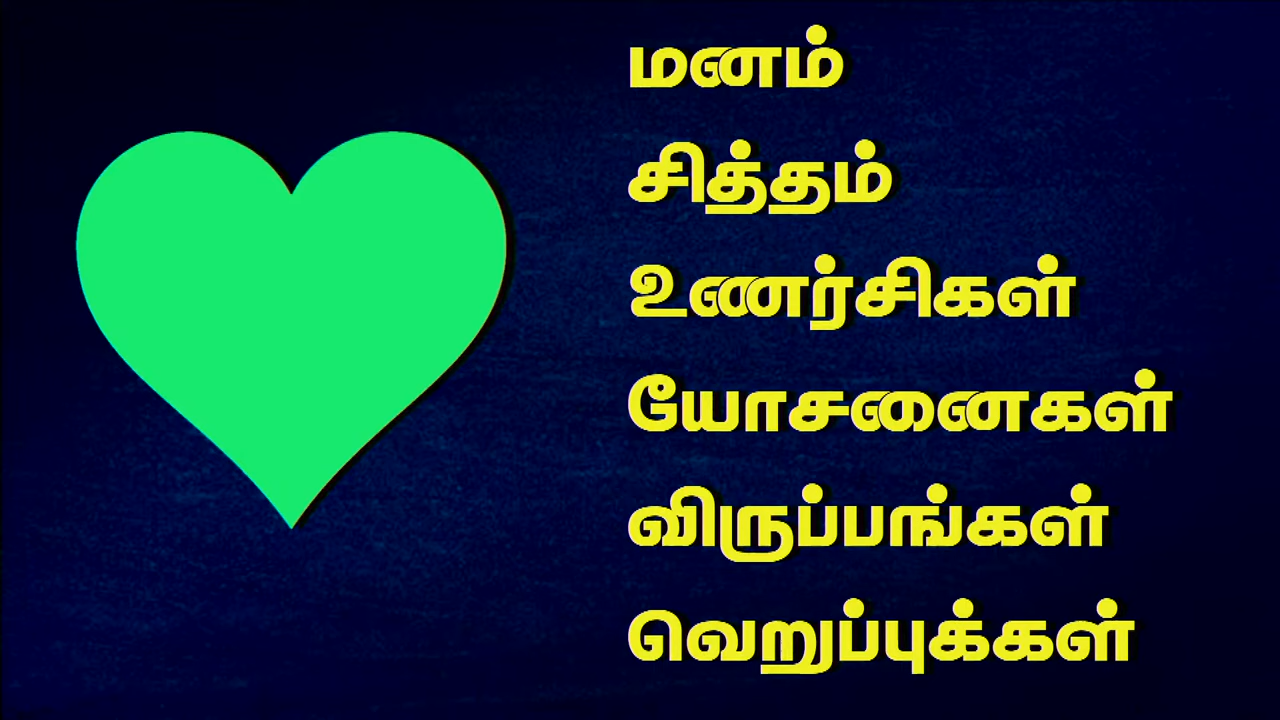 மனம்
சித்தம்
உணர்சிகள்
யோசனைகள்
விருப்பங்கள்
வெறுப்புக்கள்